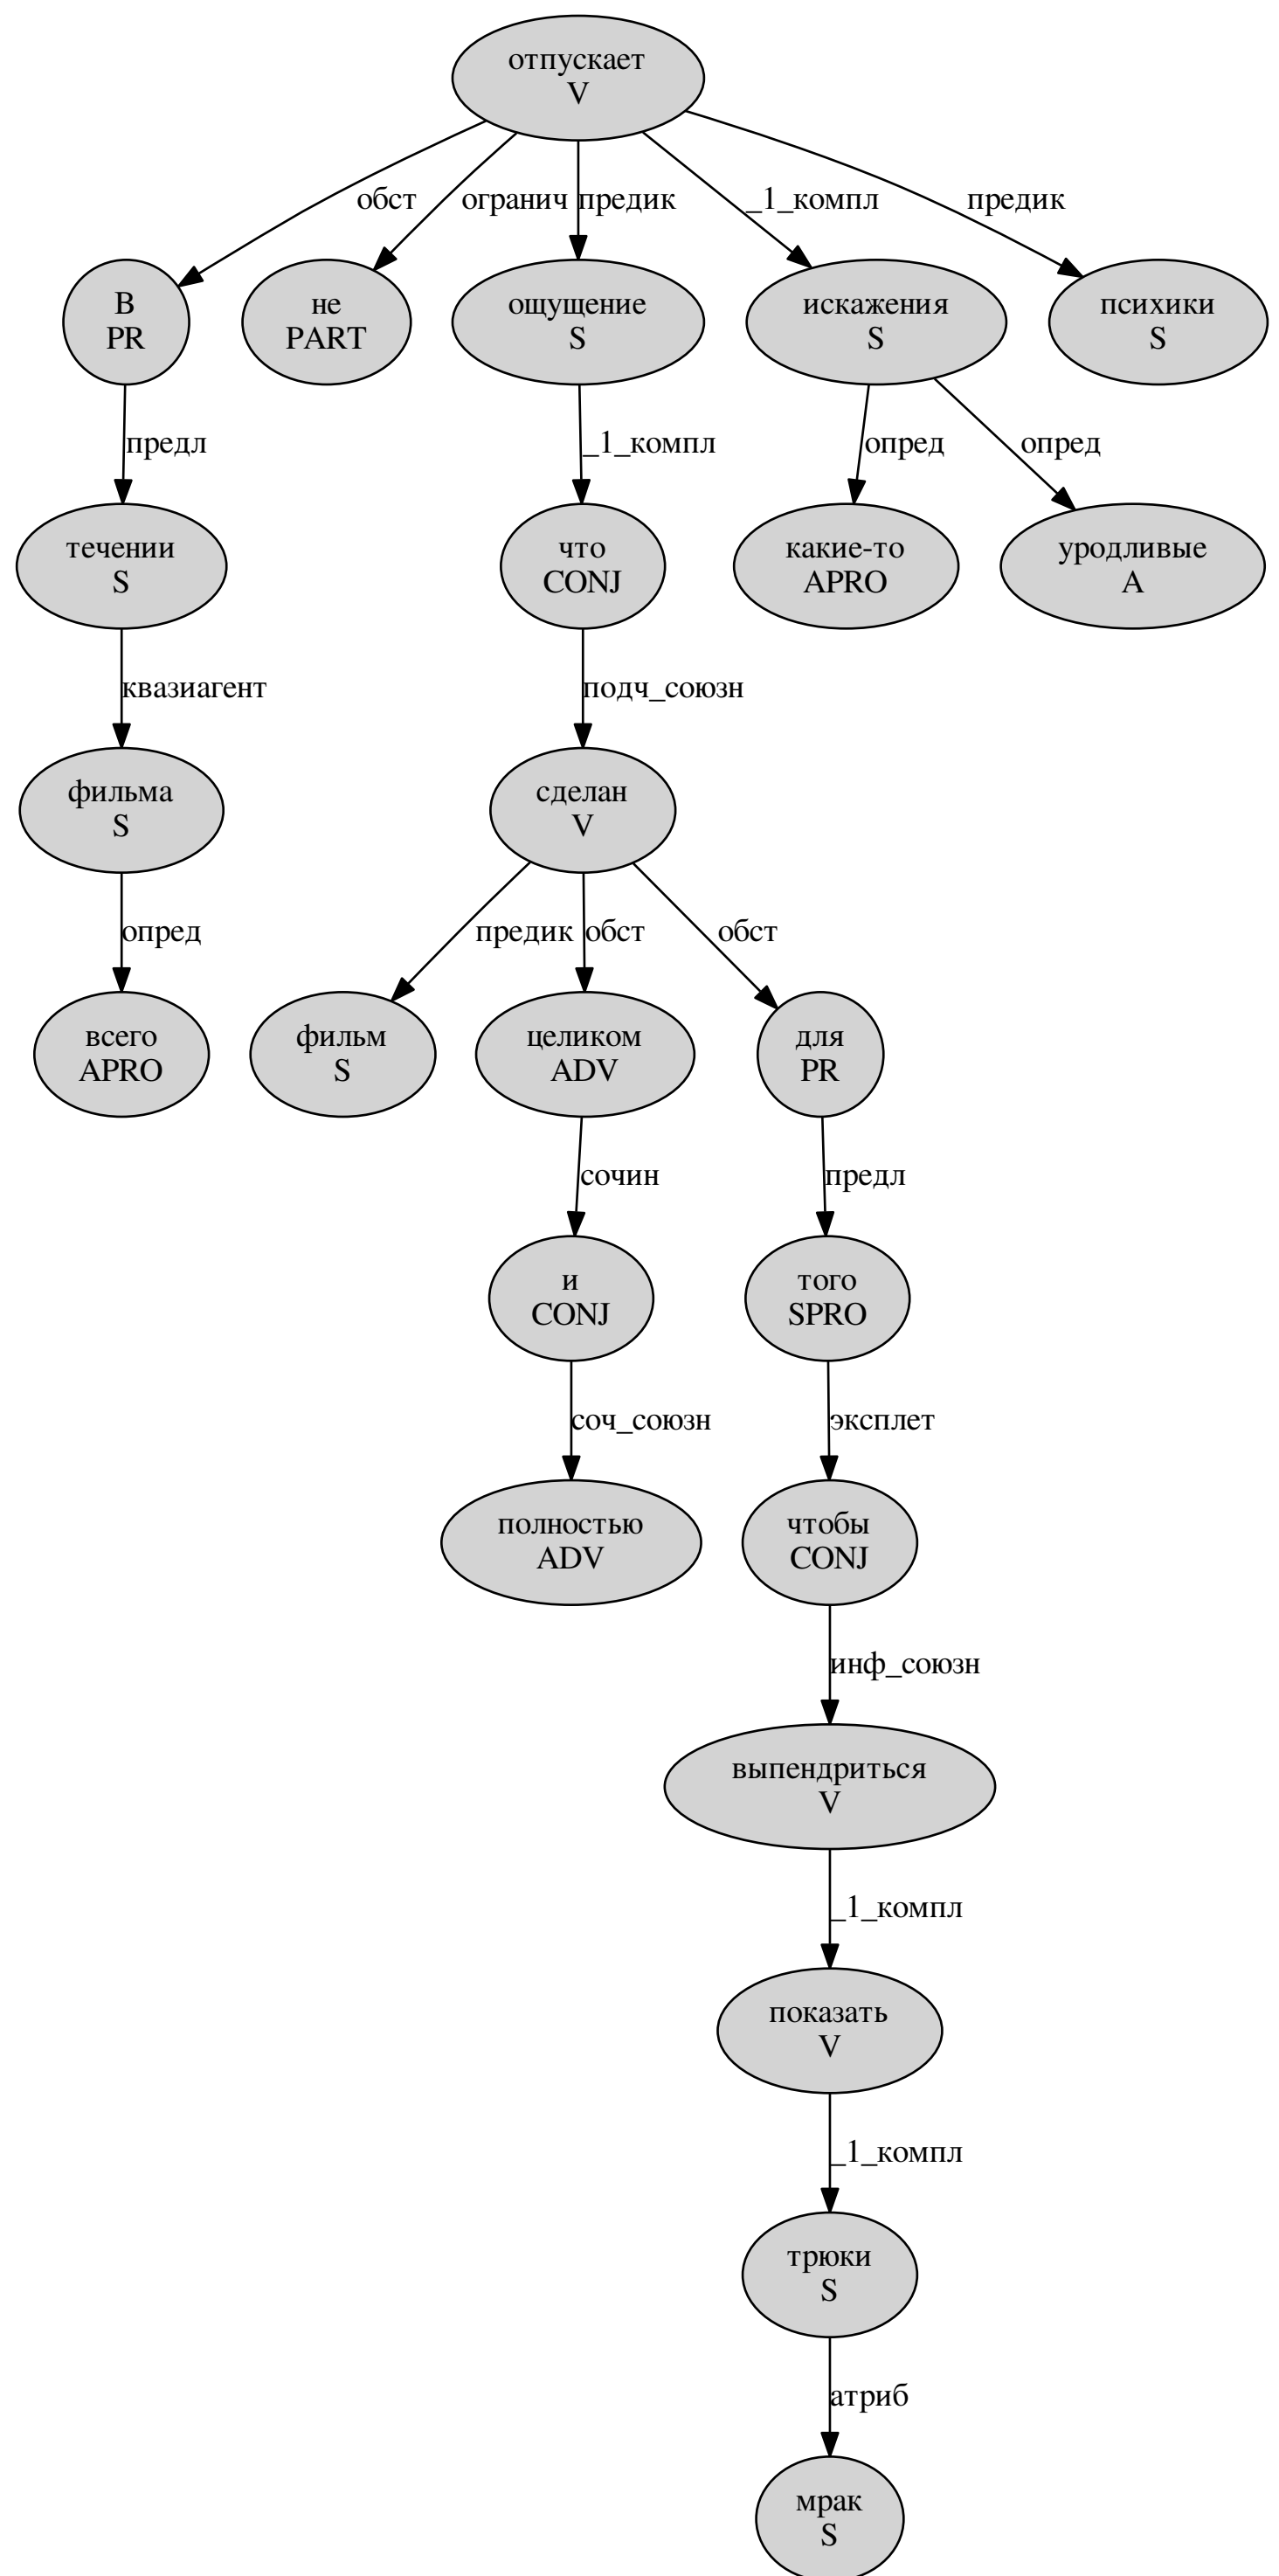 отпускает
V
обст огранич предик _1_компл предик
В
PR
не
PART
ощущение
S
искажения
S
психики
S
предл _1_компл опред опред
течении
S
что
CONJ
какие-то
APRO
уродливые
A
квазиагент подч_союзн
фильма
S
сделан
V
опред предик обст обст
всего
APRO
фильм
S
целиком
ADV
для
PR
сочин предл
и
CONJ
того
SPRO
соч_союзн эксплет
полностью
ADV
чтобы
CONJ
инф_союзн
выпендриться
V
_1_компл
показать
V
_1_компл
трюки
S
атриб
мрак
S